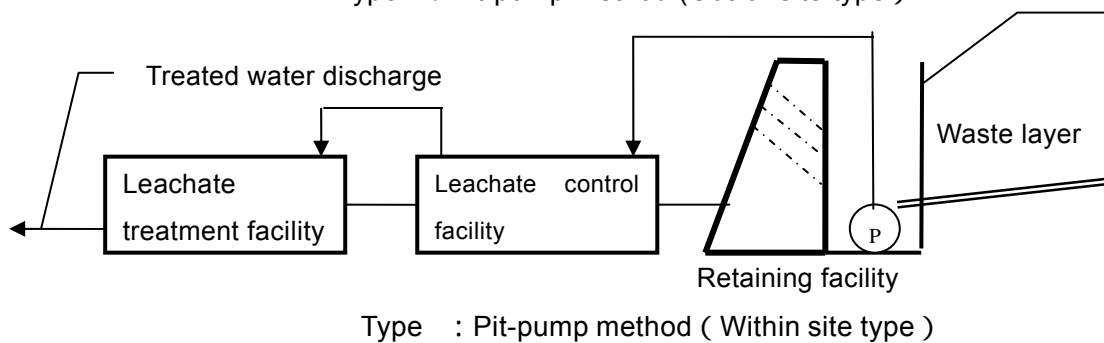 Treated water discharge
Waste layer
Leachate
treatment facility
Leachate control
facility
P
Retaining facility
Type : Pit-pump method ( Within site type )